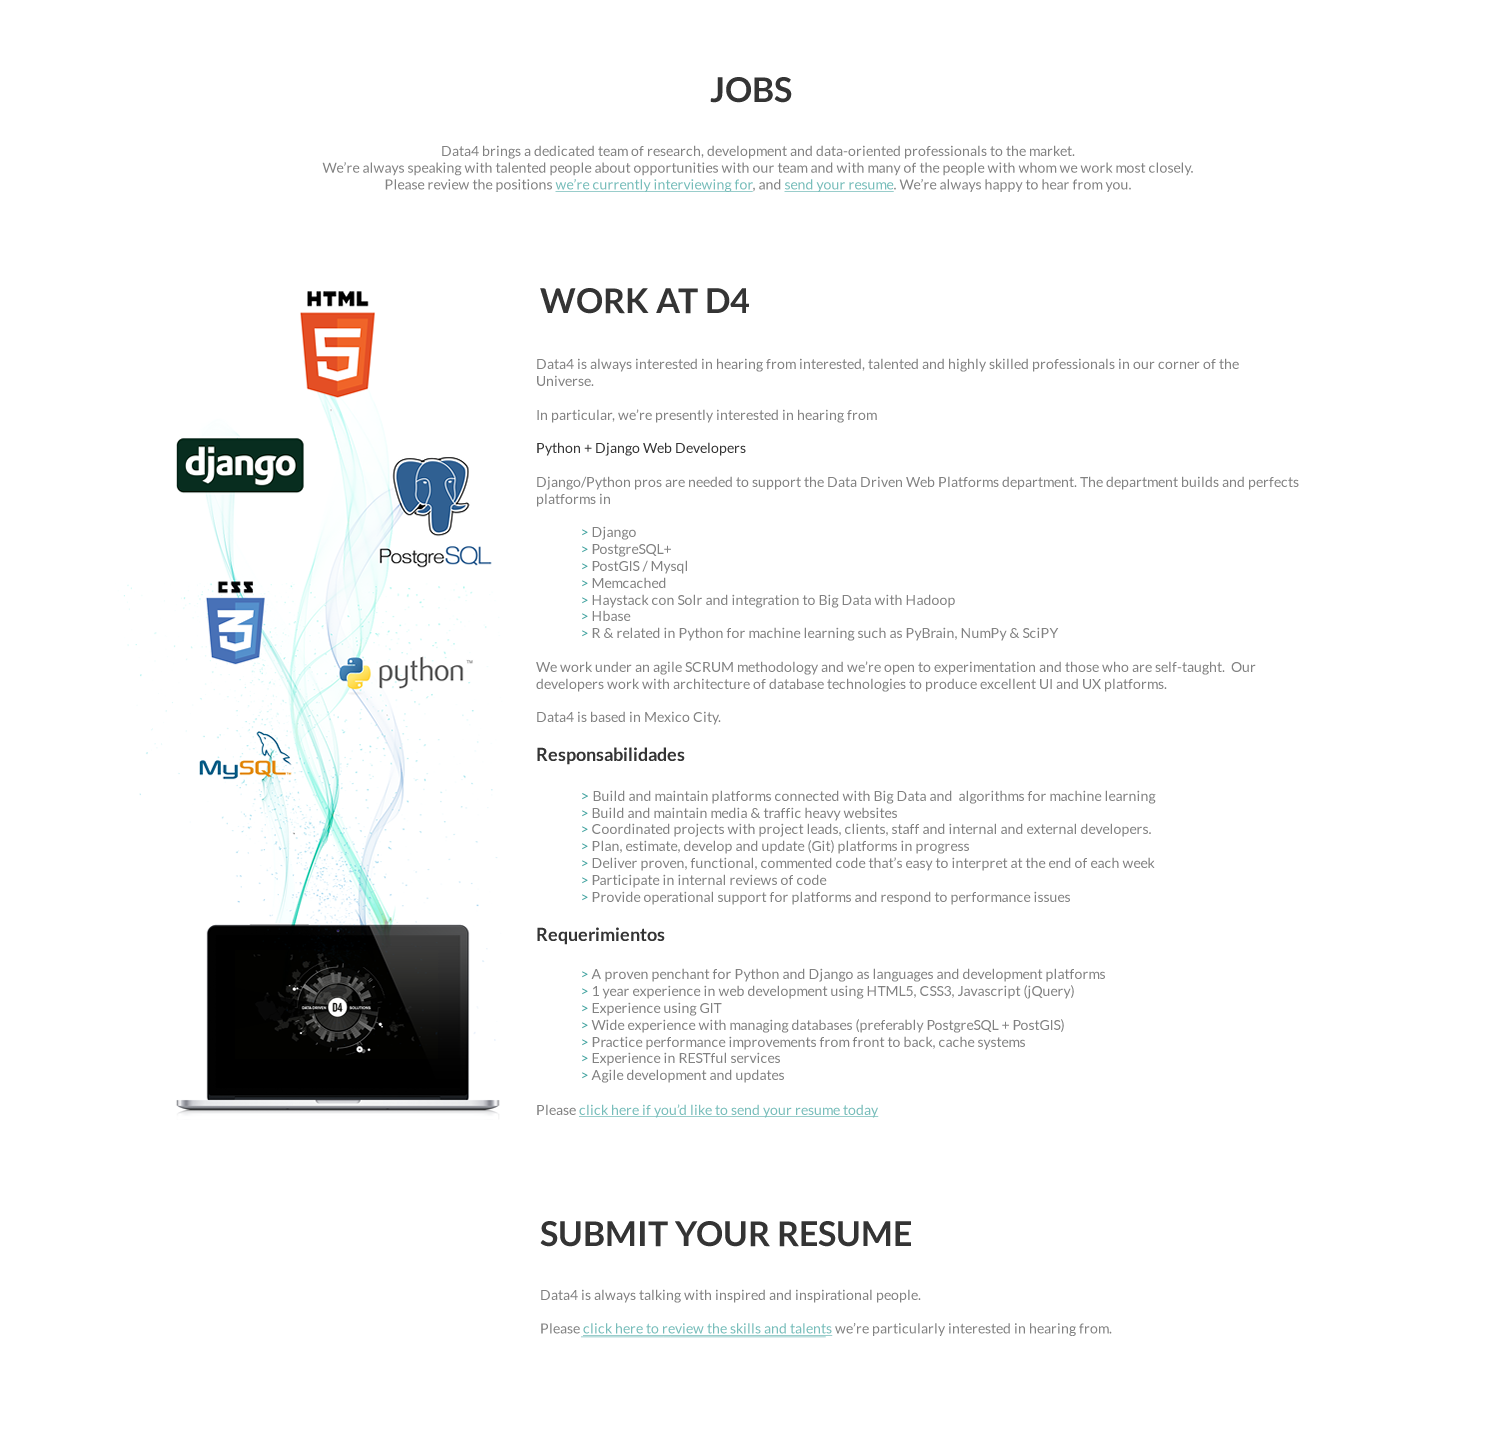 JOBS
Data4 brings a dedicated team of research, development and data-oriented professionals to the market.
We’re always speaking with talented people about opportunities with our team and with many of the people with whom we work most closely.
Please review the positions we’re currently interviewing for, and send your resume. We’re always happy to hear from you.
HTML
5
django
PostgreSQL
CSS
3
python™
MySQL™
DATA DRIVEN D4 SOLUTIONS
WORK AT D4
Data4 is always interested in hearing from interested, talented and highly skilled professionals in our corner of the
Universe.
In particular, we’re presently interested in hearing from
Python + Django Web Developers
Django/Python pros are needed to support the Data Driven Web Platforms department. The department builds and perfects
platforms in
> Django
> PostgreSQL+
> PostGIS / Mysql
> Memcached
> Haystack con Solr and integration to Big Data with Hadoop
> Hbase
> R & related in Python for machine learning such as PyBrain, NumPy & SciPY
We work under an agile SCRUM methodology and we’re open to experimentation and those who are self-taught.  Our
developers work with architecture of database technologies to produce excellent UI and UX platforms.
Data4 is based in Mexico City.
Responsabilidades
> Build and maintain platforms connected with Big Data and  algorithms for machine learning
> Build and maintain media & traffic heavy websites
> Coordinated projects with project leads, clients, staff and internal and external developers.
> Plan, estimate, develop and update (Git) platforms in progress
> Deliver proven, functional, commented code that’s easy to interpret at the end of each week
> Participate in internal reviews of code
> Provide operational support for platforms and respond to performance issues
Requerimientos
> A proven penchant for Python and Django as languages and development platforms
> 1 year experience in web development using HTML5, CSS3, Javascript (jQuery)
> Experience using GIT
> Wide experience with managing databases (preferably PostgreSQL + PostGIS)
> Practice performance improvements from front to back, cache systems
> Experience in RESTful services
> Agile development and updates
Please click here if you’d like to send your resume today
SUBMIT YOUR RESUME
Data4 is always talking with inspired and inspirational people.
Please click here to review the skills and talents we’re particularly interested in hearing from.